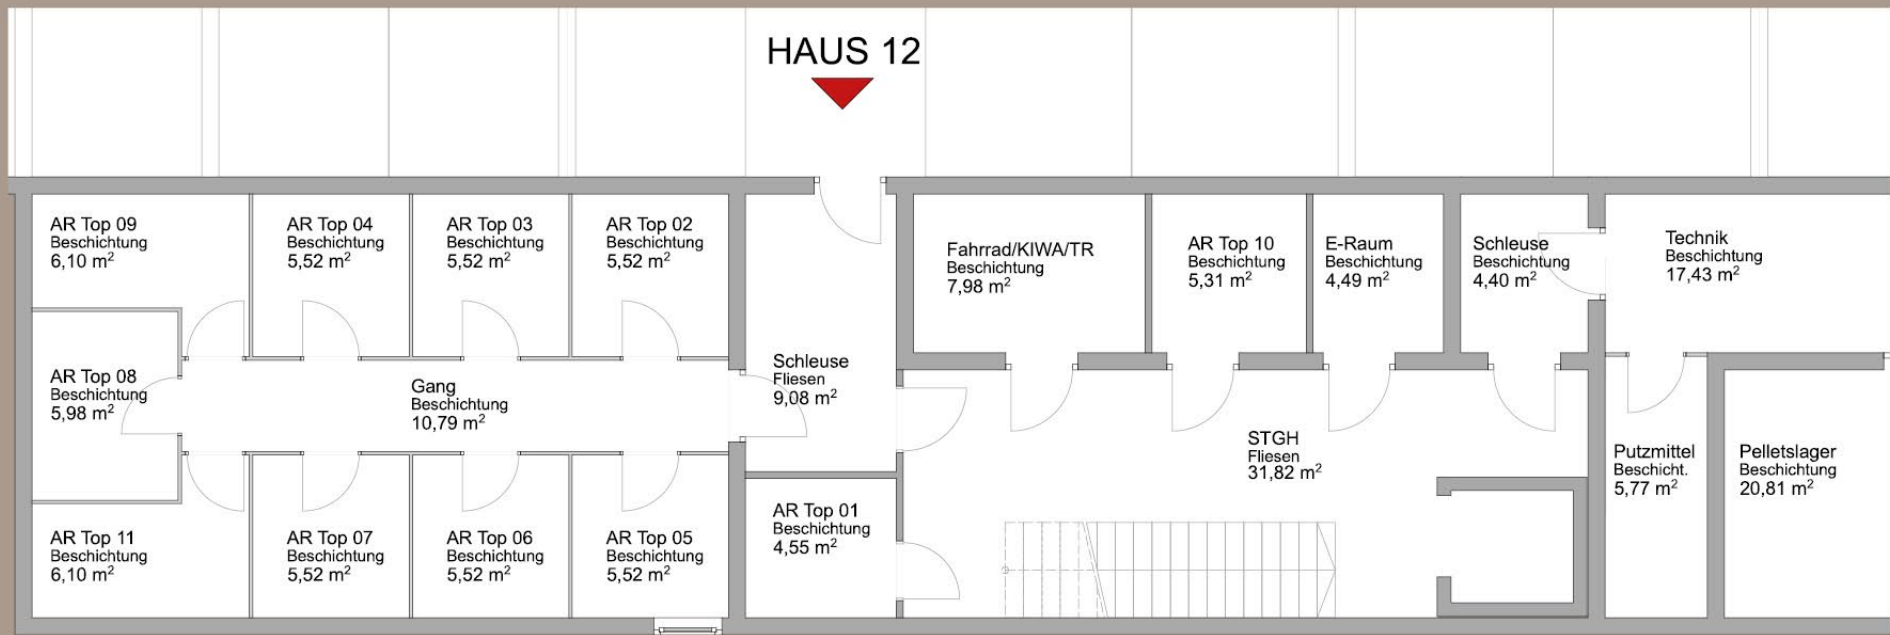 HAUS 12
AR Top 09
Beschichtung
6,10 m²
AR Top 04
Beschichtung
5,52 m²
AR Top 03
Beschichtung
5,52 m²
AR Top 02
Beschichtung
5,52 m²
Fahrrad/KIWA/TR
Beschichtung
7,98 m²
AR Top 10
Beschichtung
5,31 m²
E-Raum
Beschichtung
4,49 m²
Schleuse
Beschichtung
4,40 m²
Technik
Beschichtung
17,43 m²
AR Top 08
Beschichtung
5,98 m²
Gang
Beschichtung
10,79 m²
Schleuse
Fliesen
9,08 m²
STGH
Fliesen
31,82 m²
Putzmittel
Beschicht.
5,77 m²
Pelletslager
Beschichtung
20,81 m²
AR Top 11
Beschichtung
6,10 m²
AR Top 07
Beschichtung
5,52 m²
AR Top 06
Beschichtung
5,52 m²
AR Top 05
Beschichtung
5,52 m²
AR Top 01
Beschichtung
4,55 m²